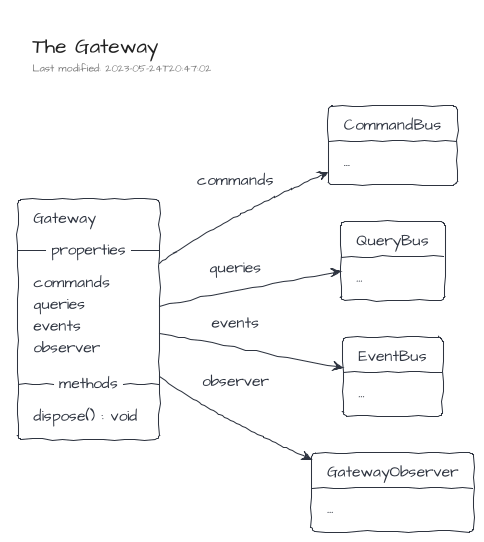 The Gateway
Last modified: 2023-05-24T20:47:02
CommandBus
...
commands
Gateway
properties
commands
queries
events
observer
methods
dispose() : void
QueryBus
...
queries
events
EventBus
...
observer
GatewayObserver
...